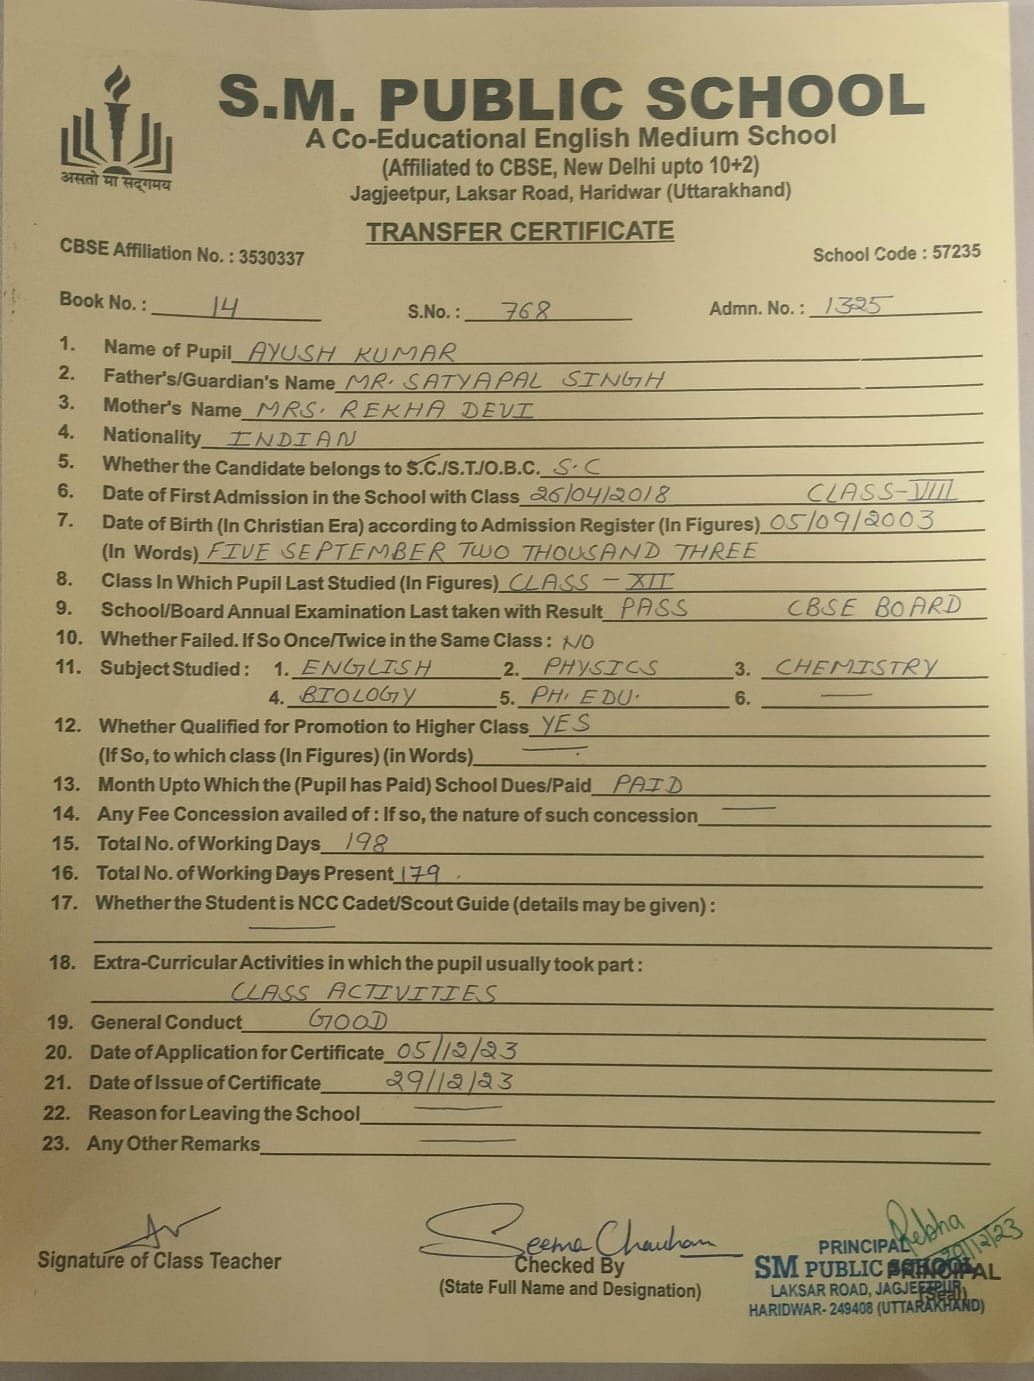 असतो मा सद्गमय
S.M. PUBLIC SCHOOL
A Co-Educational English Medium School
(Affiliated to CBSE, New Delhi upto 10+2)
Jagjeetpur, Laksar Road, Haridwar (Uttarakhand)
TRANSFER CERTIFICATE
CBSE Affiliation No. : 3530337 School Code : 57235
Book No. : 14 S.No. : 768 Admn. No. : 1325
1. Name of Pupil AYUSH KUMAR
2. Father's/Guardian's Name MR. SATYAPAL SINGH
3. Mother's Name MRS. REKHA DEVI
4. Nationality INDIAN
5. Whether the Candidate belongs to S.C./S.T./O.B.C. S.C
6. Date of First Admission in the School with Class 26/04/2018 CLASS-VIII
7. Date of Birth (In Christian Era) according to Admission Register (In Figures) 05/09/2003
(In Words) FIVE SEPTEMBER TWO THOUSAND THREE
8. Class In Which Pupil Last Studied (In Figures) CLASS - XII
9. School/Board Annual Examination Last taken with Result PASS CBSE BOARD
10. Whether Failed. If So Once/Twice in the Same Class : NO
11. Subject Studied : 1. ENGLISH 2. PHYSICS 3. CHEMISTRY
4. BIOLOGY 5. PH. EDU. 6. —
12. Whether Qualified for Promotion to Higher Class YES
(If So, to which class (In Figures) (in Words) —
13. Month Upto Which the (Pupil has Paid) School Dues/Paid PAID
14. Any Fee Concession availed of : If so, the nature of such concession —
15. Total No. of Working Days 198
16. Total No. of Working Days Present 179
17. Whether the Student is NCC Cadet/Scout Guide (details may be given) :
—
18. Extra-Curricular Activities in which the pupil usually took part :
CLASS ACTIVITIES
19. General Conduct GOOD
20. Date of Application for Certificate 05/12/23
21. Date of Issue of Certificate 29/12/23
22. Reason for Leaving the School —
23. Any Other Remarks —
Signature of Class Teacher
Seema Chauhan
Checked By
(State Full Name and Designation)
Rekha
29/12/23
PRINCIPAL
SM PUBLIC SCHOOL
PRINCIPAL
LAKSAR ROAD, JAGJEETPUR,
(Seal)
HARIDWAR- 249408 (UTTARAKHAND)